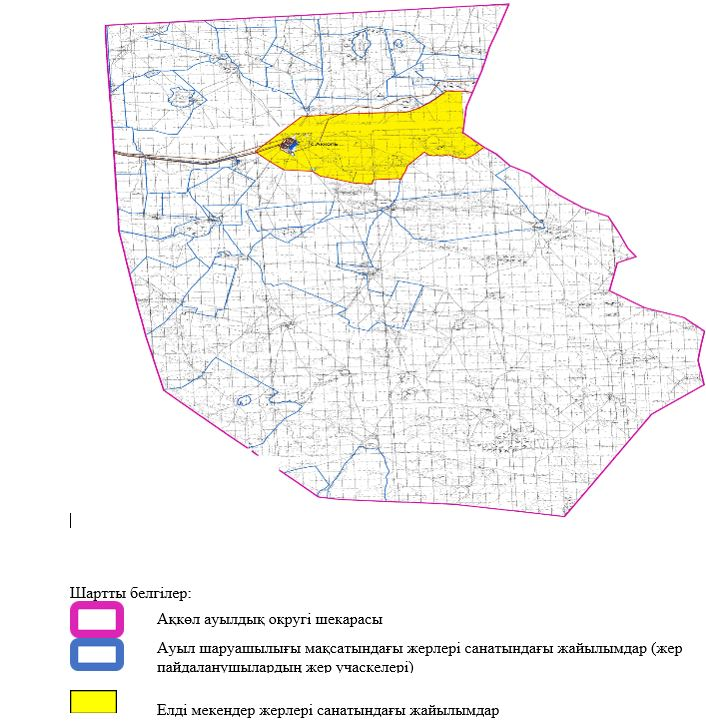 Шартты белгілер:
Ақкөл ауылдық округі шекарасы
Ауыл шаруашылығы мақсатындағы жерлері санатындағы жайылымдар (жер
пайдаланушылардың жер учаскелері)
Елді мекендер жерлері санатындағы жайылымдар